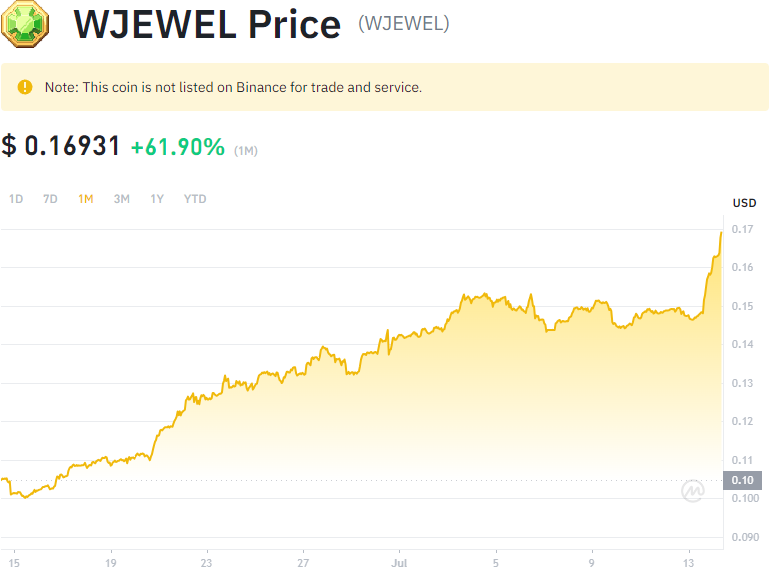 WJEWEL Price (WJEWEL)
Note: This coin is not listed on Binance for trade and service.
$ 0.16931 +61.90% (1M)
1D 7D 1M 3M 1Y YTD
USD
0.17
0.16
0.15
0.14
0.13
0.12
0.11
0.10
0.100
0.090
15 19 23 27 Jul 5 9 13